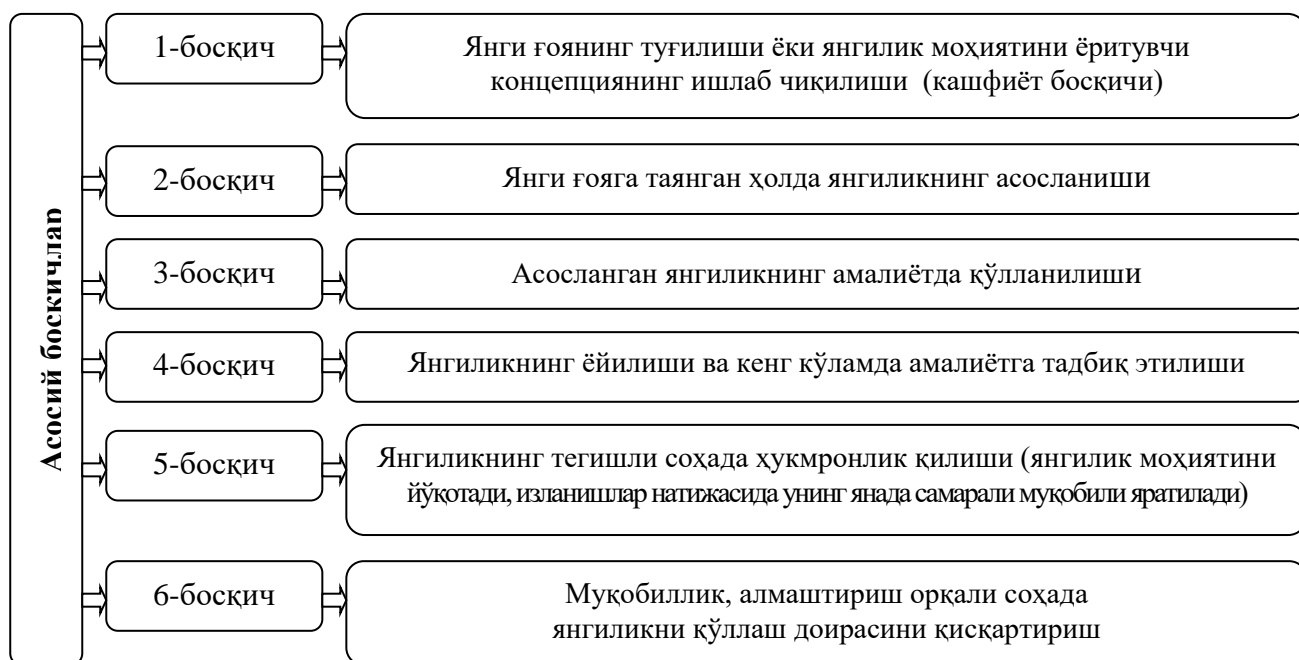 Асосий босқичлар
1-босқич
Янги ғоянинг туғилиши ёки янгилик моҳиятини ёритувчи
концепциянинг ишлаб чиқилиши (кашфиёт босқичи)
2-босқич
Янги ғояга таянган ҳолда янгиликнинг асосланиши
3-босқич
Асосланган янгиликнинг амалиётда қўлланилиши
4-босқич
Янгиликнинг ёйилиши ва кенг кўламда амалиётга тадбиқ этилиши
5-босқич
Янгиликнинг тегишли соҳада ҳукмронлик қилиши (янгилик моҳиятини
йўқотади, изланишлар натижасида унинг янада самарали муқобили яратилади)
6-босқич
Муқобиллик, алмаштириш орқали соҳада
янгиликни қўллаш доирасини қисқартириш